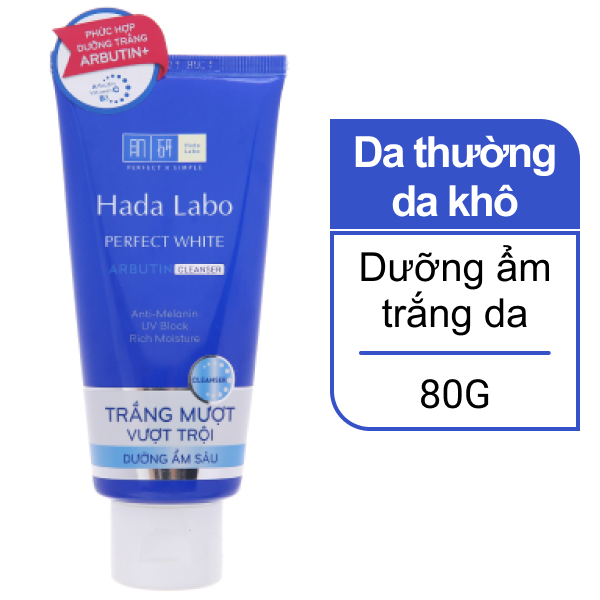 PHỨC HỢP
DƯỠNG TRẮNG
ARBUTIN+
Arbutin
Hada
Labo
PERFECT X SIMPLE
Hada Labo
PERFECT WHITE
ARBUTIN CLEANSER
Anti-Melanin
UV Block
Rich Moisture
CLEANSER
TRẮNG MƯỢT
VƯỢT TRỘI
DƯỠNG ẨM SÂU
Da thường
da khô
Dưỡng ẩm
trắng da
80G